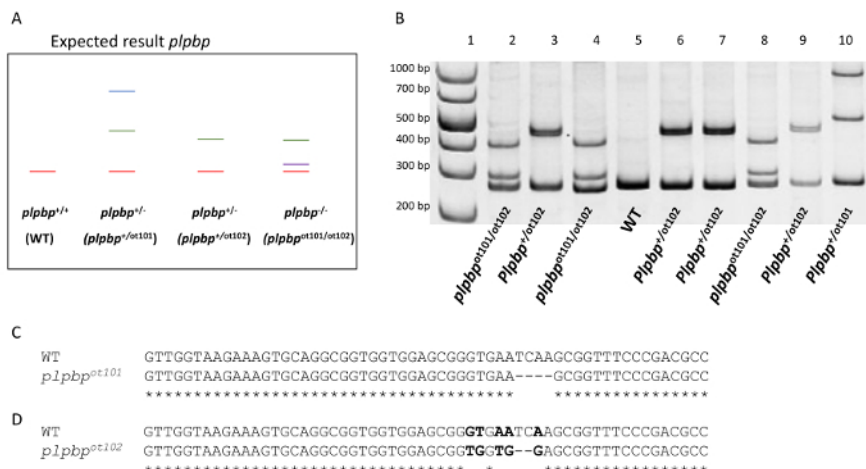 A
Expected result plpbp
plpbp+/+ plpbp+/- plpbp+/- plpbp-/-
(WT) (plpbp+/ot101) (plpbp+/ot102) (plpbpot101/ot102)
B
1 2 3 4 5 6 7 8 9 10
1000 bp
700 bp
500 bp
400 bp
300 bp
200 bp
plpbpot101/ot102
Plpbp+/ot102
plpbpot101/ot102
WT
Plpbp+/ot102
Plpbp+/ot102
plpbpot101/ot102
Plpbp+/ot102
Plpbp+/ot101
C
WT GTTGGTAAGAAAGTGCAGGCGGTGGTGGAGCGGGTGAATCAAGCGGTTTCCCGACGCC
plpbpot101 GTTGGTAAGAAAGTGCAGGCGGTGGTGGAGCGGGTGAA----GCGGTTTCCCGACGCC
**************************************    ****************
D
WT GTTGGTAAGAAAGTGCAGGCGGTGGTGGAGCGGGTGAATCAAGCGGTTTCCCGACGCC
plpbpot102 GTTGGTAAGAAAGTGCAGGCGGTGGTGGAGCGGTGGTG--GAGCGGTTTCCCGACGCC
*********************************  *     *****************